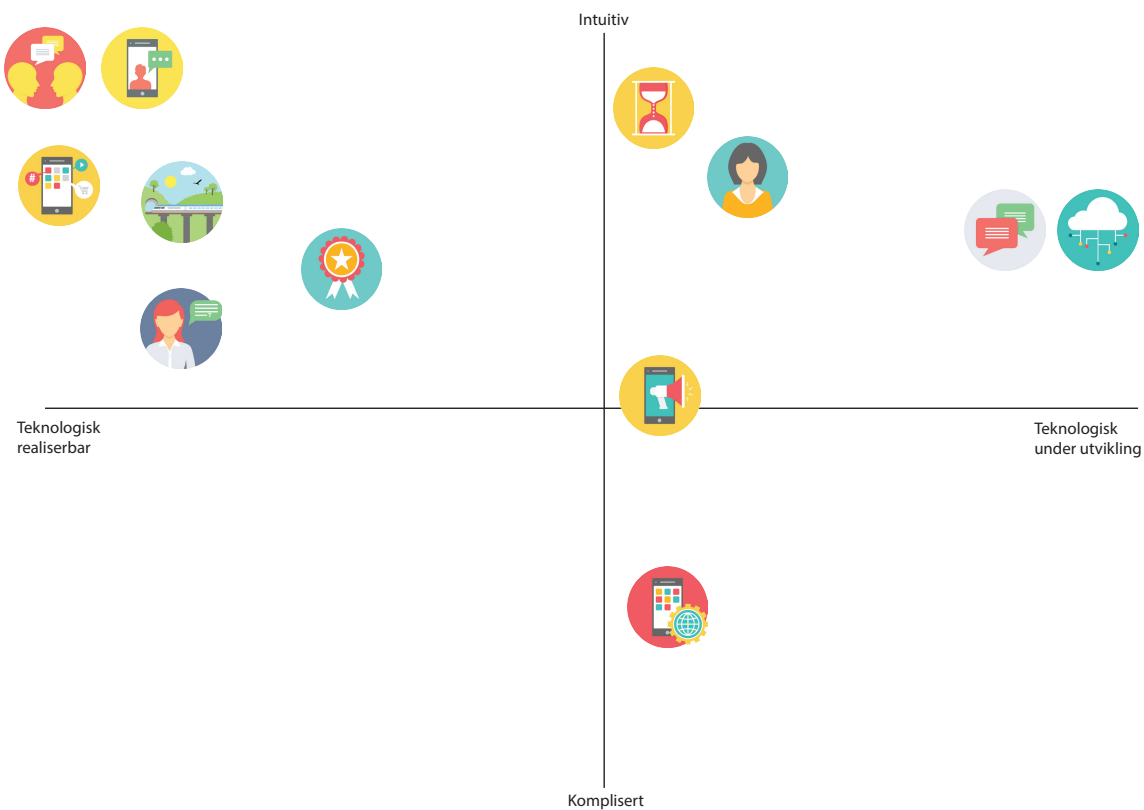 Intuitiv
#
Teknologisk
realiserbar
Teknologisk
under utvikling
Komplisert